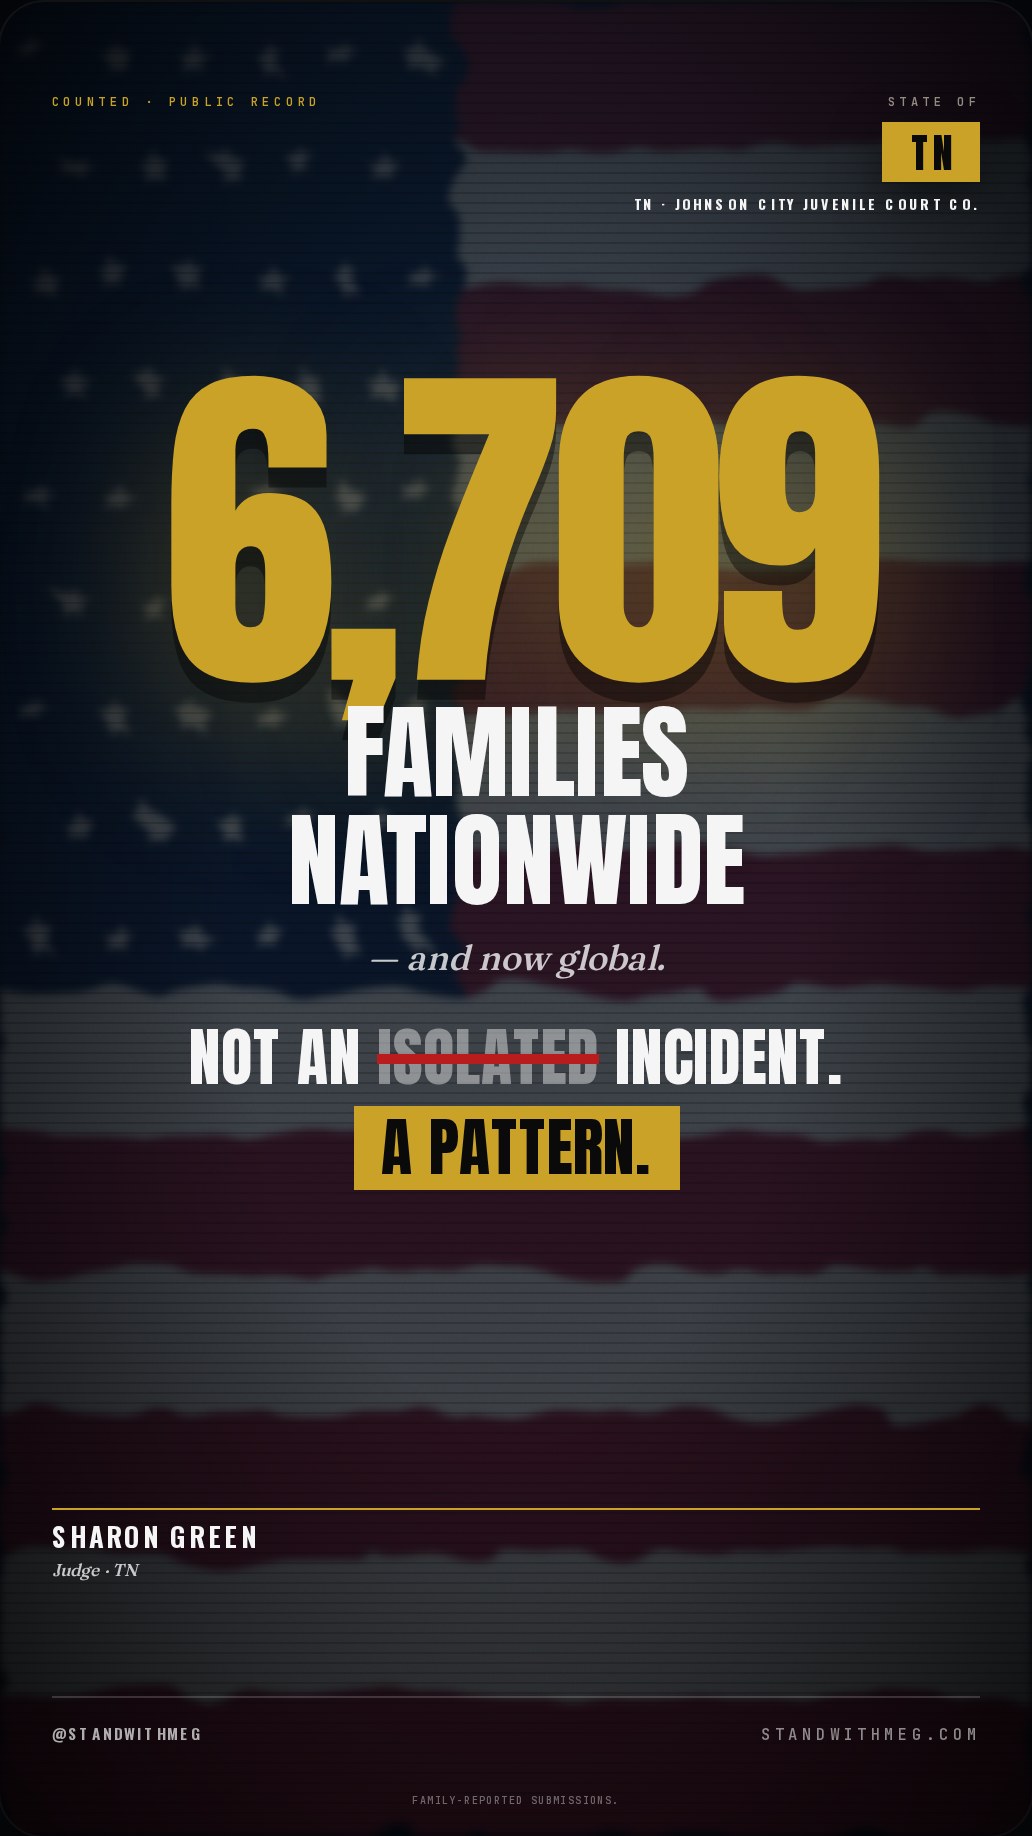 COUNTED · PUBLIC RECORD
STATE OF
TN
TN · JOHNSON CITY JUVENILE COURT CO.
6,709
FAMILIES
NATIONWIDE
— and now global.
NOT AN ISOLATED INCIDENT.
A PATTERN.
SHARON GREEN
Judge · TN
@STANDWITHMEG
STANDWITHMEG.COM
FAMILY-REPORTED SUBMISSIONS.